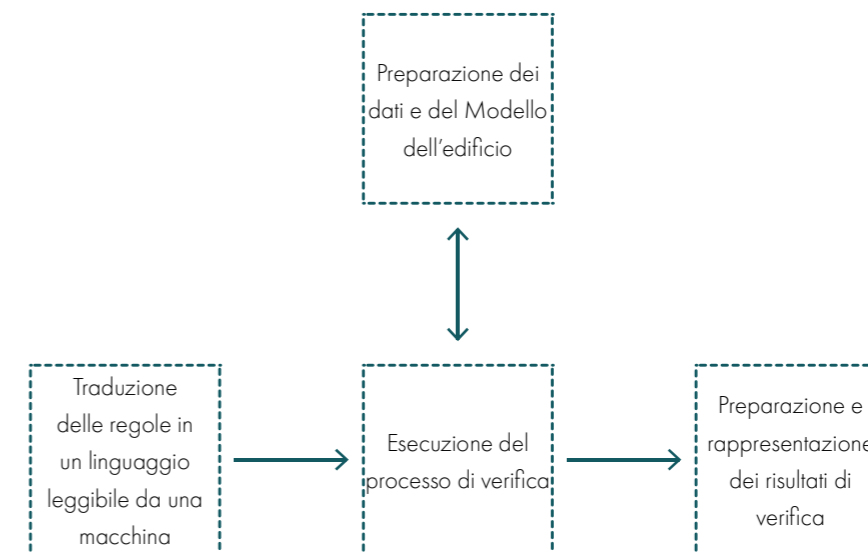 Preparazione dei
dati e del Modello
dell'edificio
Traduzione
delle regole in
un linguaggio
leggibile da una
macchina
Esecuzione del
processo di verifica
Preparazione e
rappresentazione
dei risultati di
verifica